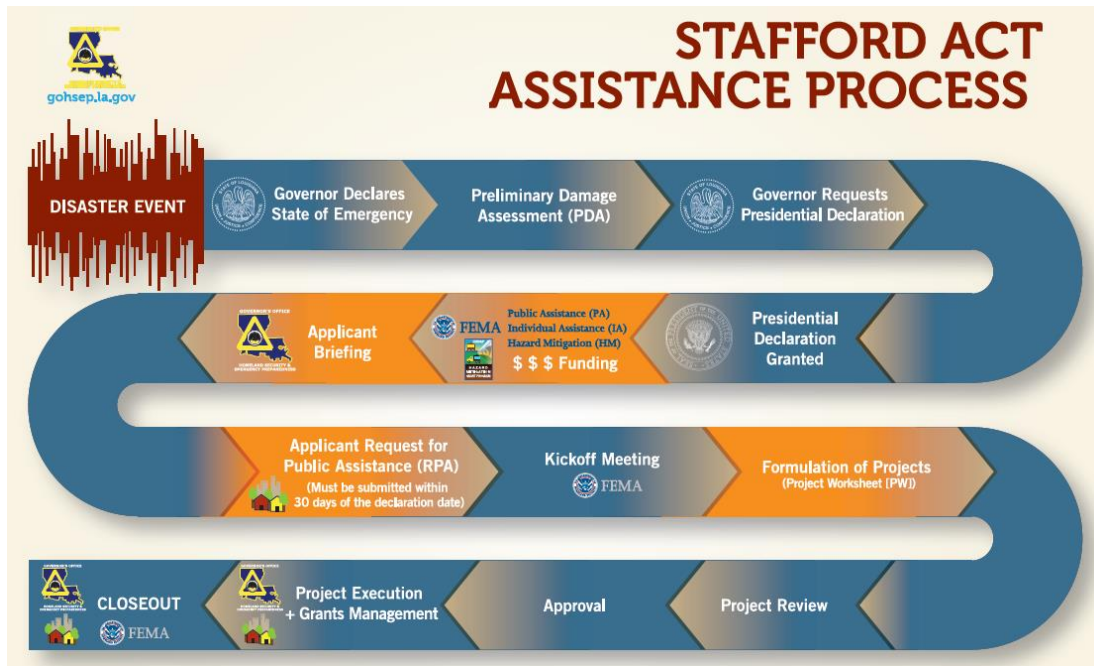 STAFFORD ACT
ASSISTANCE PROCESS
gohsep.la.gov
DISASTER EVENT
Governor Declares
State of Emergency
Preliminary Damage
Assessment (PDA)
Governor Requests
Presidential Declaration
Presidential
Declaration
Granted
FEMA
Public Assistance (PA)
Individual Assistance (IA)
Hazard Mitigation (HM)
$ $ $ Funding
Applicant
Briefing
Applicant Request for
Public Assistance (RPA)
(Must be submitted within
30 days of the declaration date)
Kickoff Meeting
FEMA
Formulation of Projects
(Project Worksheet [PW])
Project Review
Approval
Project Execution
+ Grants Management
CLOSEOUT
FEMA